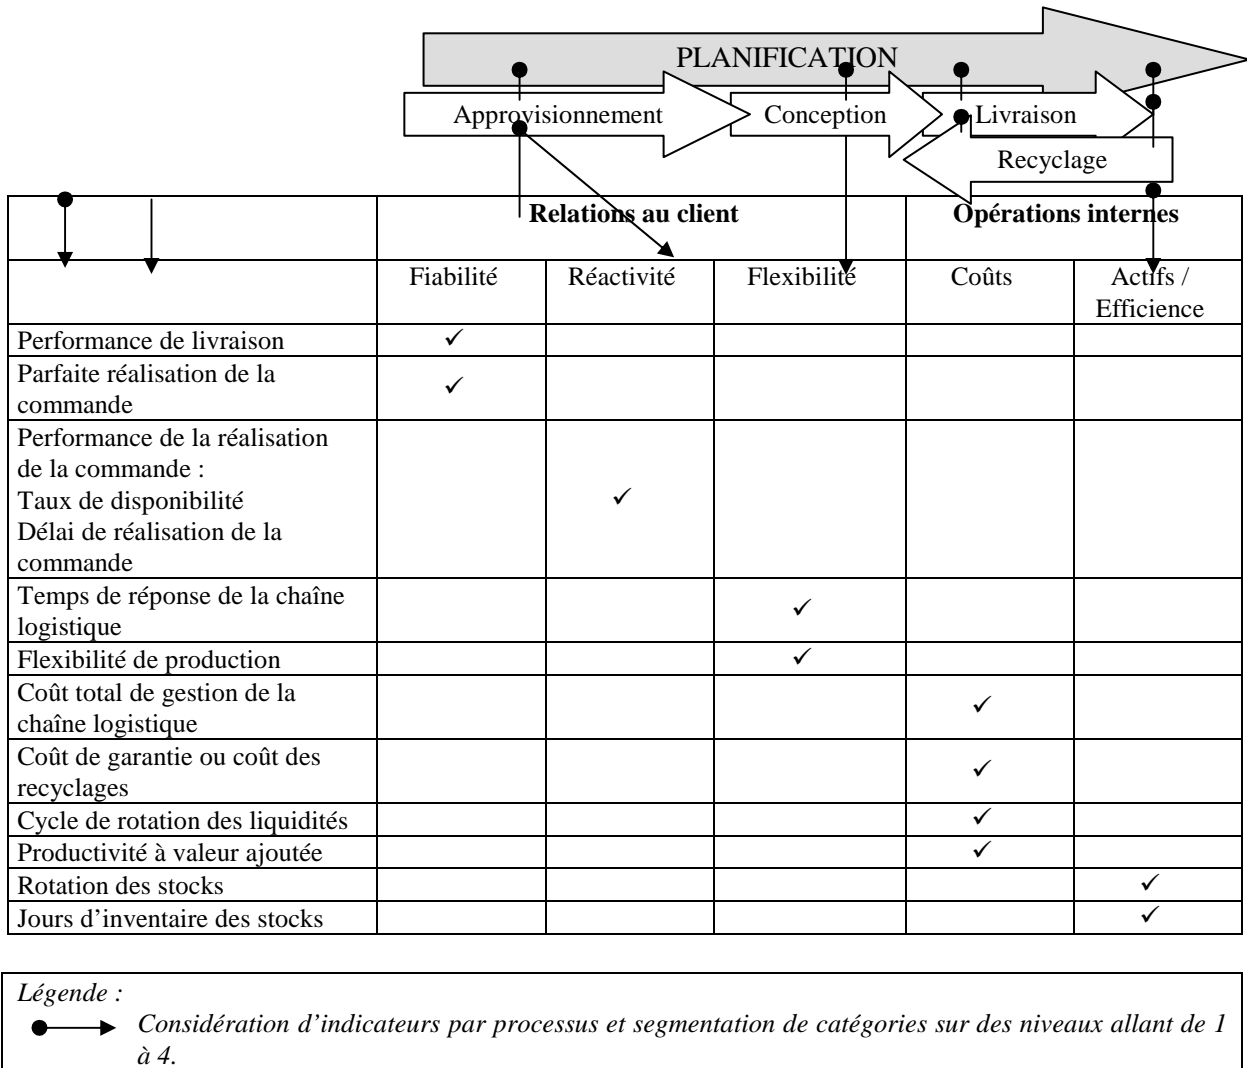 PLANIFICATION
Approvisionnement
Conception
Livraison
Recyclage
Relations au client
Opérations internes
Fiabilité
Réactivité
Flexibilité
Coûts
Actifs /
Efficience
Performance de livraison
✓
Parfaite réalisation de la
commande
✓
Performance de la réalisation
de la commande :
Taux de disponibilité
Délai de réalisation de la
commande
✓
Temps de réponse de la chaîne
logistique
✓
Flexibilité de production
✓
Coût total de gestion de la
chaîne logistique
✓
Coût de garantie ou coût des
recyclages
✓
Cycle de rotation des liquidités
✓
Productivité à valeur ajoutée
✓
Rotation des stocks
✓
Jours d’inventaire des stocks
✓
Légende :
Considération d’indicateurs par processus et segmentation de catégories sur des niveaux allant de 1
à 4.